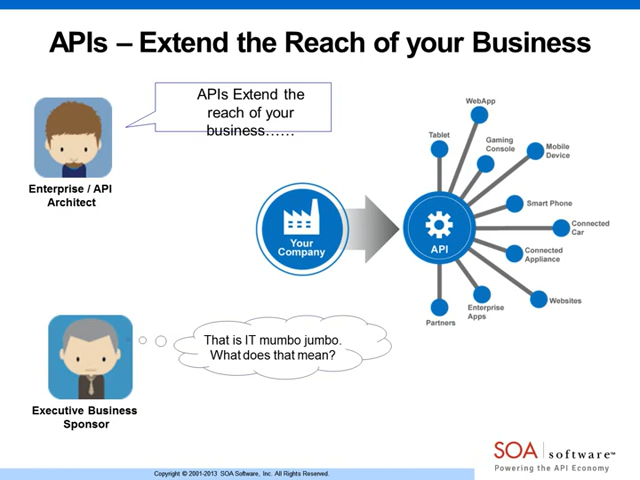 APIs – Extend the Reach of your Business
APIs Extend the
reach of your
business……
Enterprise / API
Architect
WebApp
Tablet
Gaming
Console
Mobile
Device
Smart Phone
Connected
Car
Connected
Appliance
Websites
Enterprise
Apps
Partners
API
Your
Company
That is IT mumbo jumbo.
What does that mean?
Executive Business
Sponsor
SOA software™
Powering the API Economy
Copyright © 2001-2013 SOA Software, Inc. All Rights Reserved.